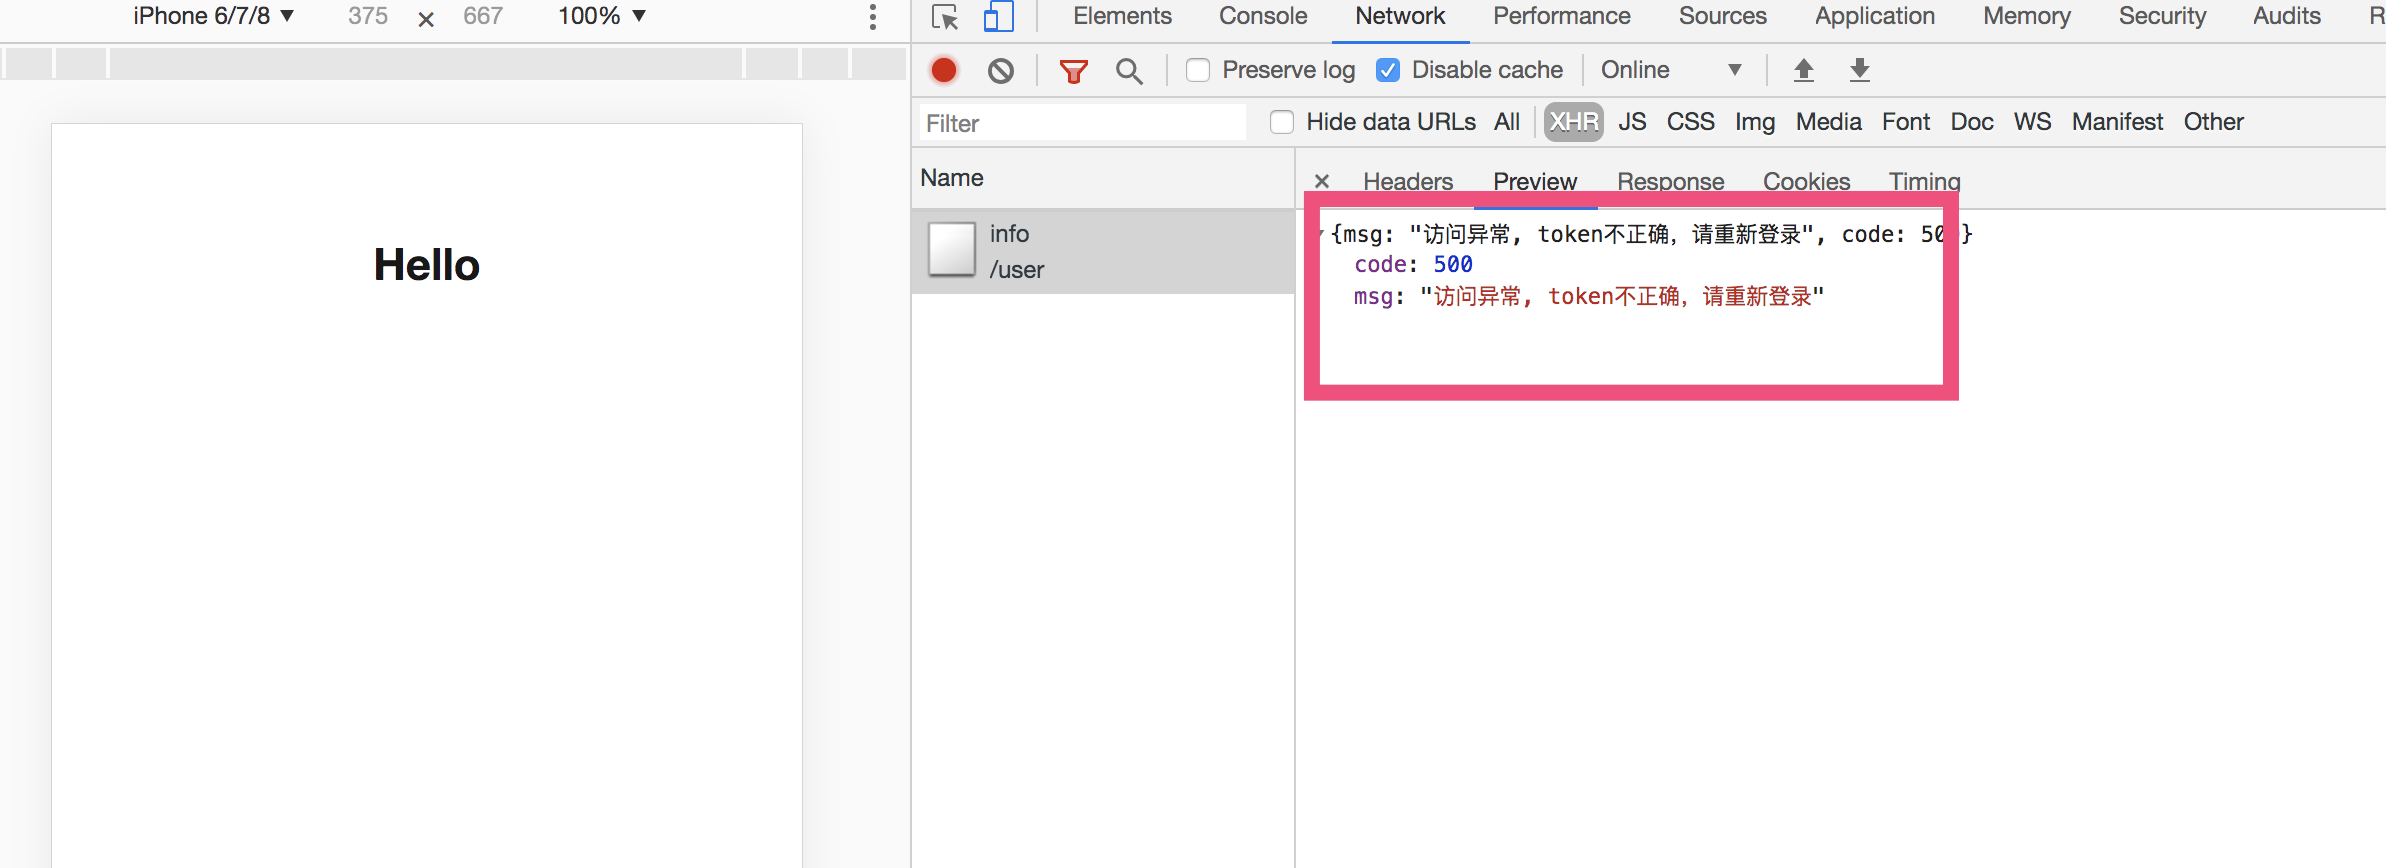 iPhone 6/7/8 ▼ 375 × 667 100% ▼
Elements Console Network Performance Sources Application Memory Security Audits R
Preserve log Disable cache Online ▼
Filter Hide data URLs All XHR JS CSS Img Media Font Doc WS Manifest Other
Name
× Headers Preview Response Cookies Timing
info
/user
{msg: "访问异常, token不正确, 请重新登录", code: 500}
code: 500
msg: "访问异常, token不正确, 请重新登录"
Hello